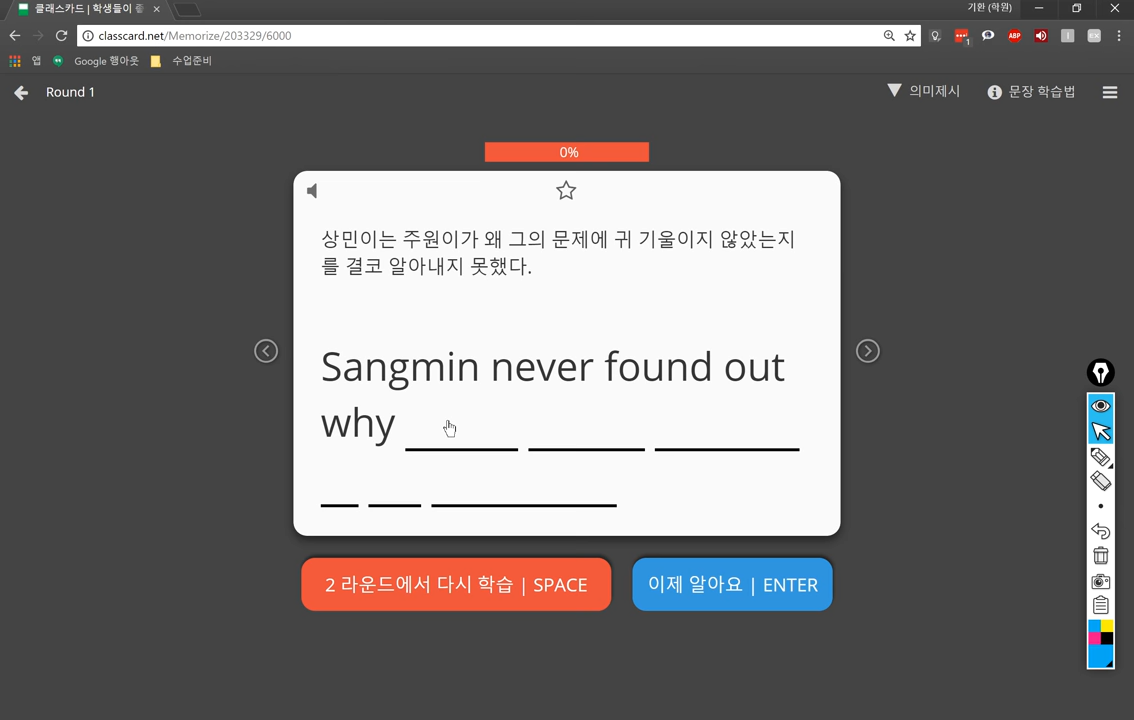 클래스카드 | 학생들이 즐
기환 (학원)
classcard.net/Memorize/203329/6000
1
ABP
앱
Google 행아웃
수업준비
Round 1
의미제시
문장 학습법
0%
상민이는 주원이가 왜 그의 문제에 귀 기울이지 않았는지
를 결코 알아내지 못했다.
Sangmin never found out
why
2 라운드에서 다시 학습 | SPACE
이제 알아요 | ENTER